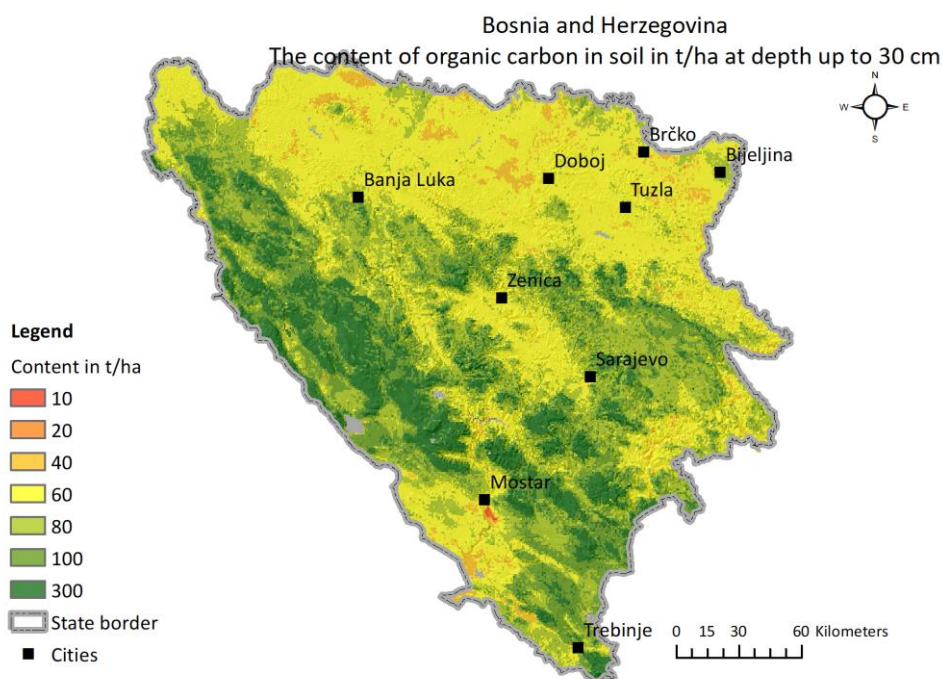 Bosnia and Herzegovina
The content of organic carbon in soil in t/ha at depth up to 30 cm
N
W E
S
Brčko
Bijeljina
Doboj
Banja Luka
Tuzla
Zenica
Sarajevo
Mostar
Trebinje
Legend
Content in t/ha
10
20
40
60
80
100
300
State border
Cities
0 15 30 60 Kilometers